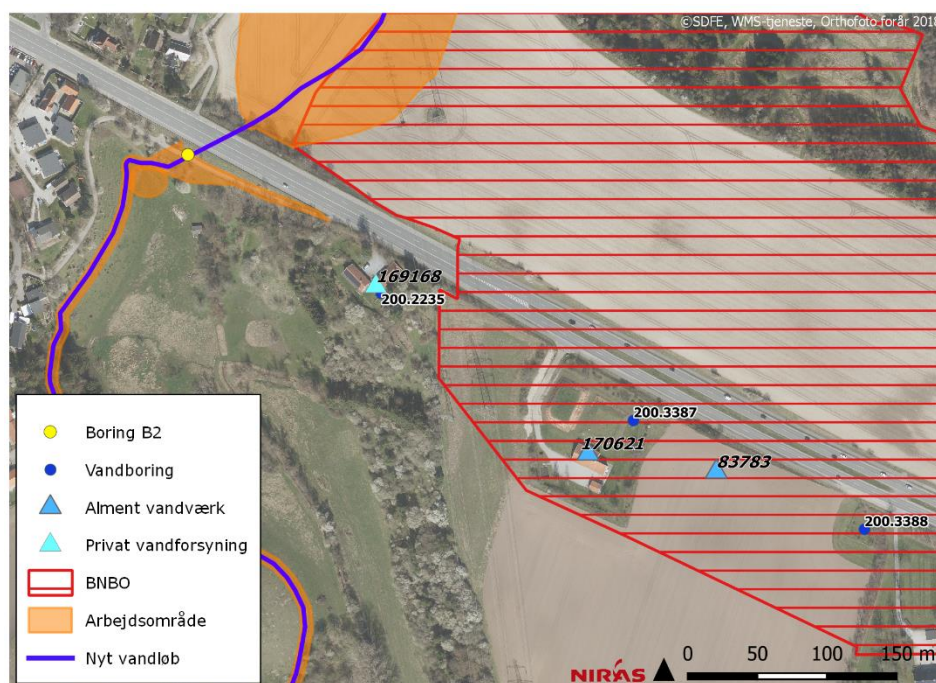 ©SDFE, WMS-tjeneste, Orthofoto forår 2018
169168
200.2235
200.3387
170621
83783
200.3388
Boring B2
Vandboring
Alment vandværk
Privat vandforsyning
BNBO
Arbejdsområde
Nyt vandløb
NIRAS
0 50 100 150 m